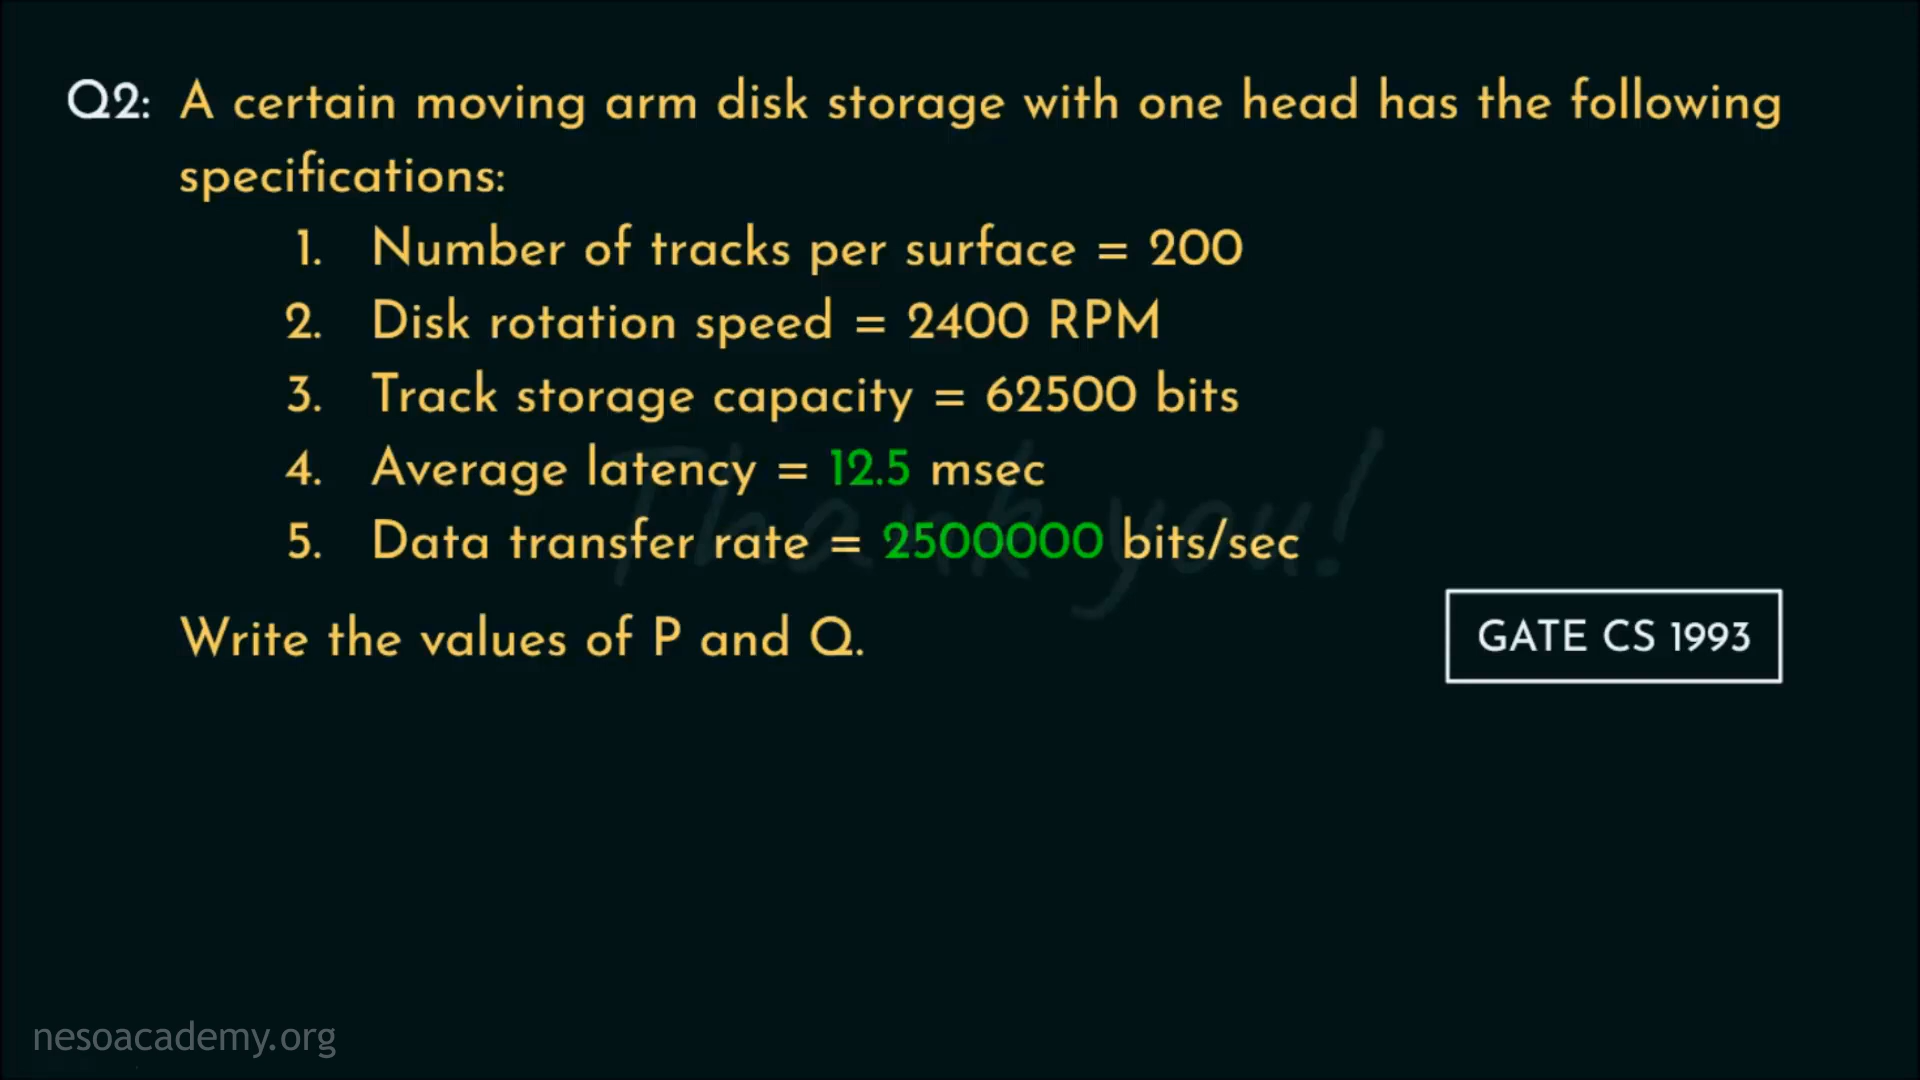 Q2: A certain moving arm disk storage with one head has the following
specifications:
1. Number of tracks per surface = 200
2. Disk rotation speed = 2400 RPM
3. Track storage capacity = 62500 bits
4. Average latency = 12.5 msec
5. Data transfer rate = 2500000 bits/sec
Thank you!
Write the values of P and Q.
GATE CS 1993
nesoacademy.org